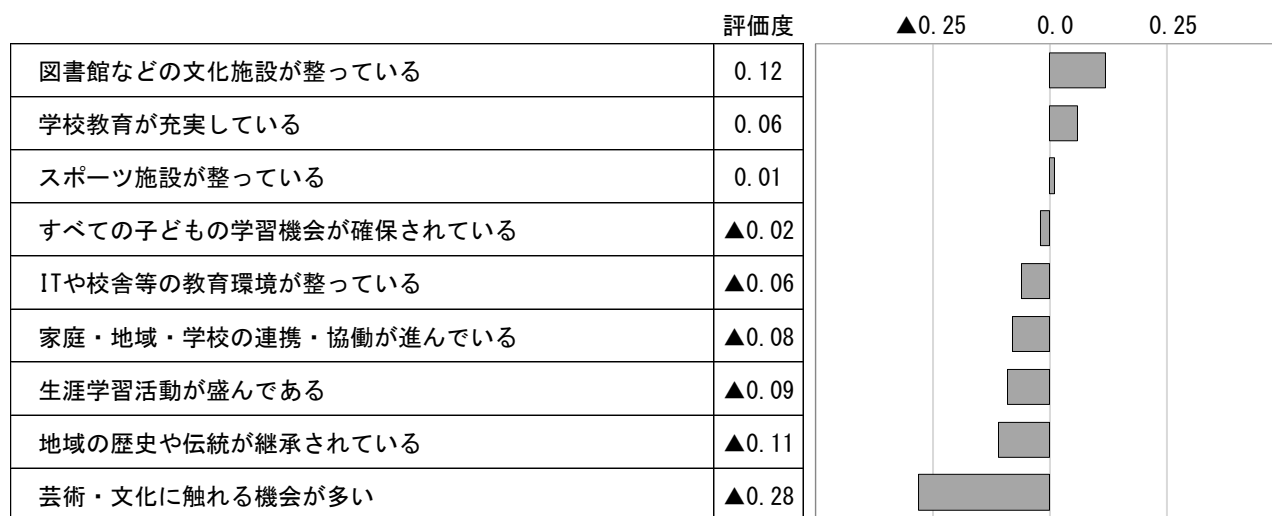 評価度 ▲0.25 0.0 0.25
図書館などの文化施設が整っている 0.12
学校教育が充実している 0.06
スポーツ施設が整っている 0.01
すべての子どもの学習機会が確保されている ▲0.02
ITや校舎等の教育環境が整っている ▲0.06
家庭・地域・学校の連携・協働が進んでいる ▲0.08
生涯学習活動が盛んである ▲0.09
地域の歴史や伝統が継承されている ▲0.11
芸術・文化に触れる機会が多い ▲0.28